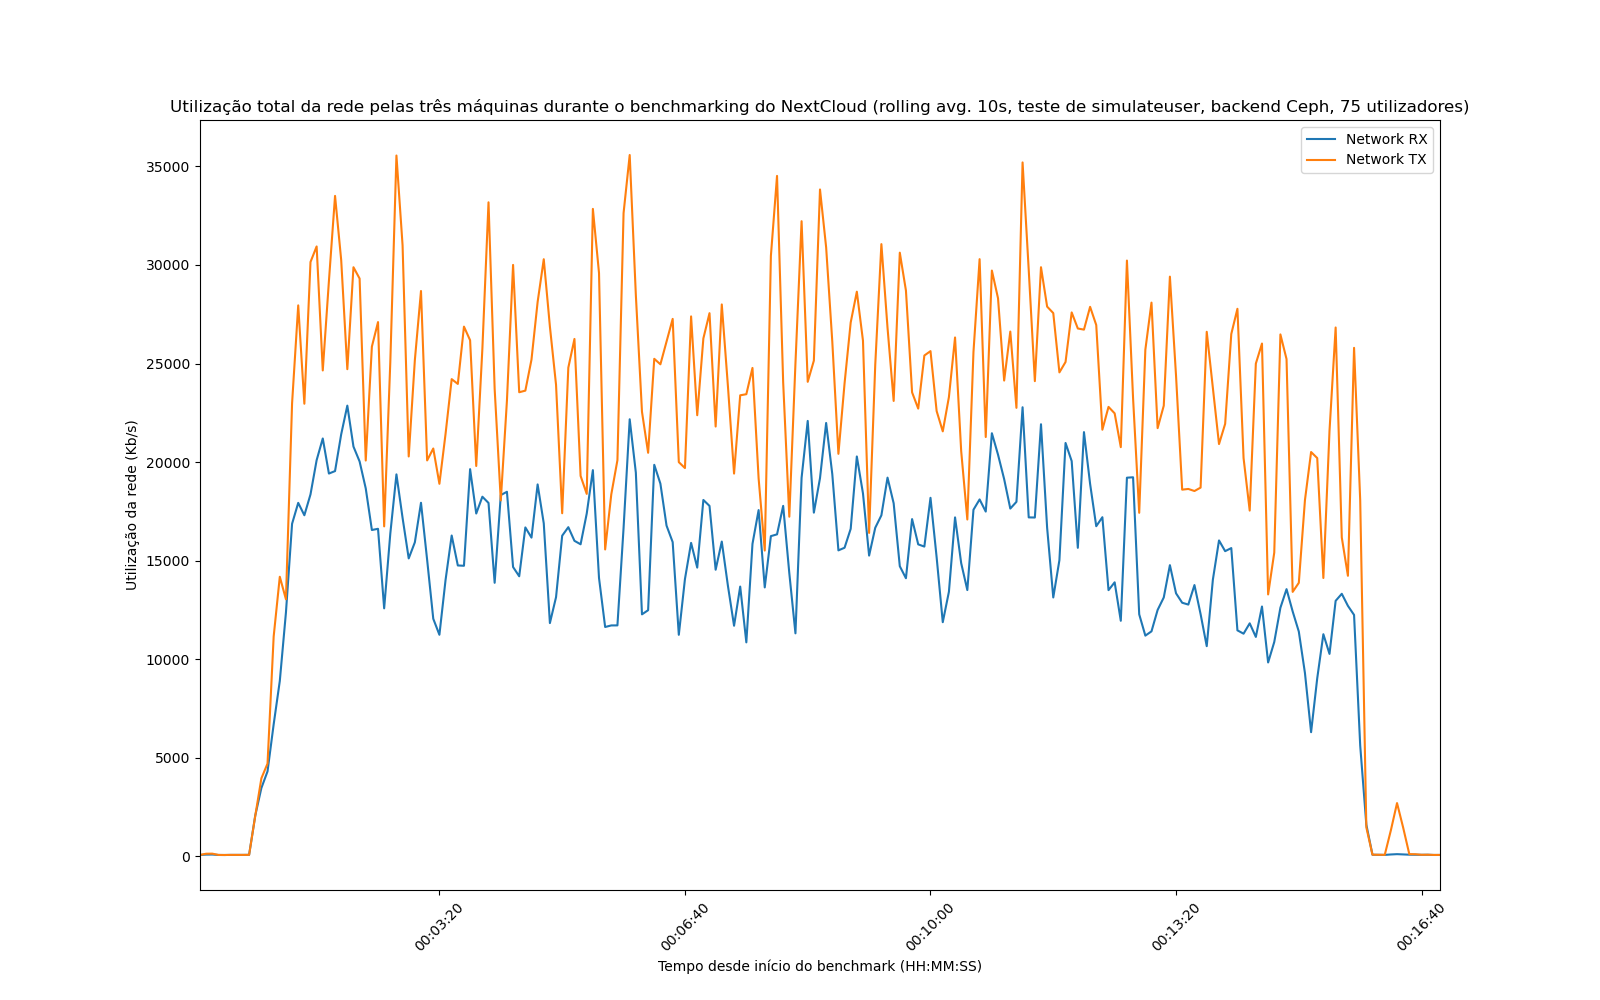 Utilização total da rede pelas três máquinas durante o benchmarking do NextCloud (rolling avg. 10s, teste de simulateuser, backend Ceph, 75 utilizadores)
Network RX
Network TX
35000
30000
25000
20000
15000
10000
5000
0
Utilização da rede (Kb/s)
00:03:20
00:06:40
00:10:00
00:13:20
00:16:40
Tempo desde início do benchmark (HH:MM:SS)